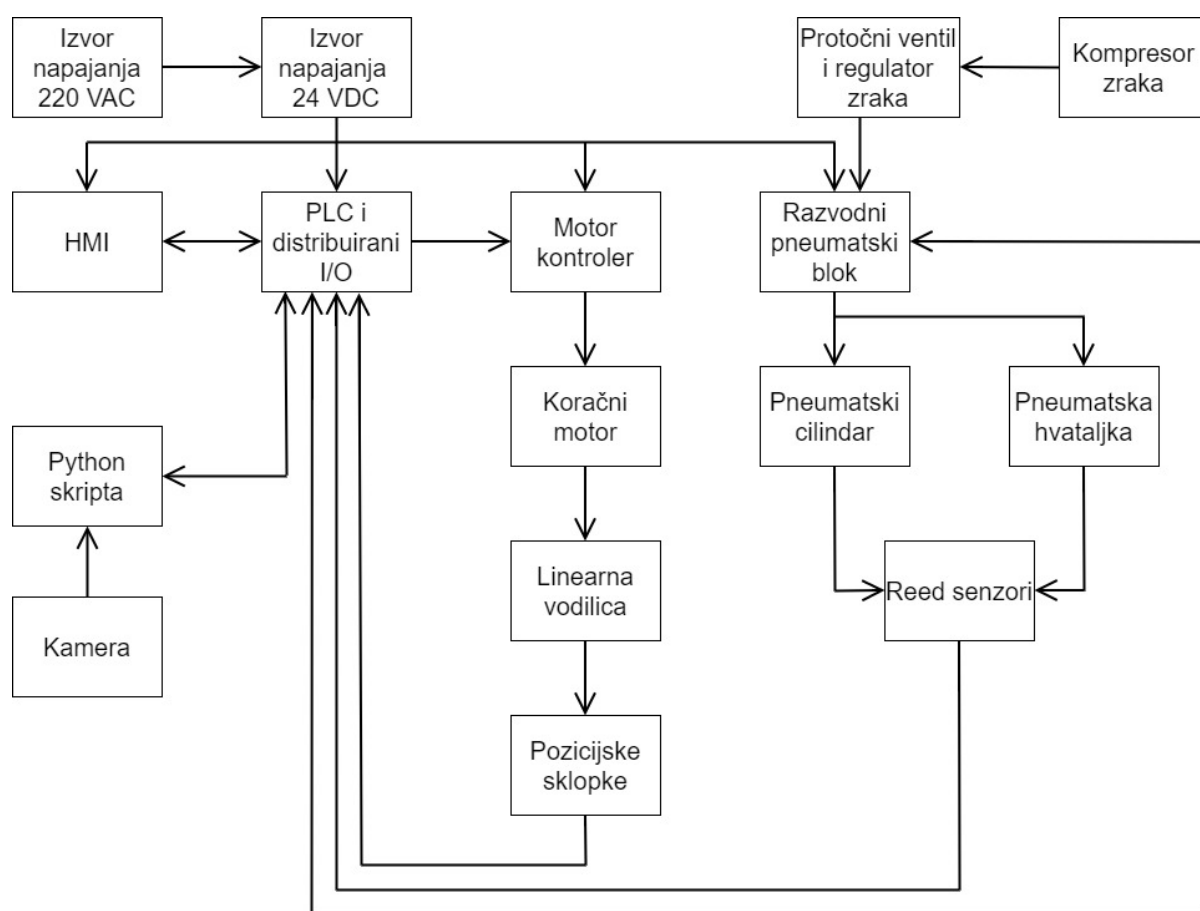 Izvor
napajanja
220 VAC
Izvor
napajanja
24 VDC
Protočni ventil
i regulator
zraka
Kompresor
zraka
HMI
PLC i
distribuirani
I/O
Motor
kontroler
Razvodni
pneumatski
blok
Koračni
motor
Pneumatski
cilindar
Pneumatska
hvataljka
Python
skripta
Linearna
vodilica
Reed senzori
Kamera
Pozicijske
sklopke